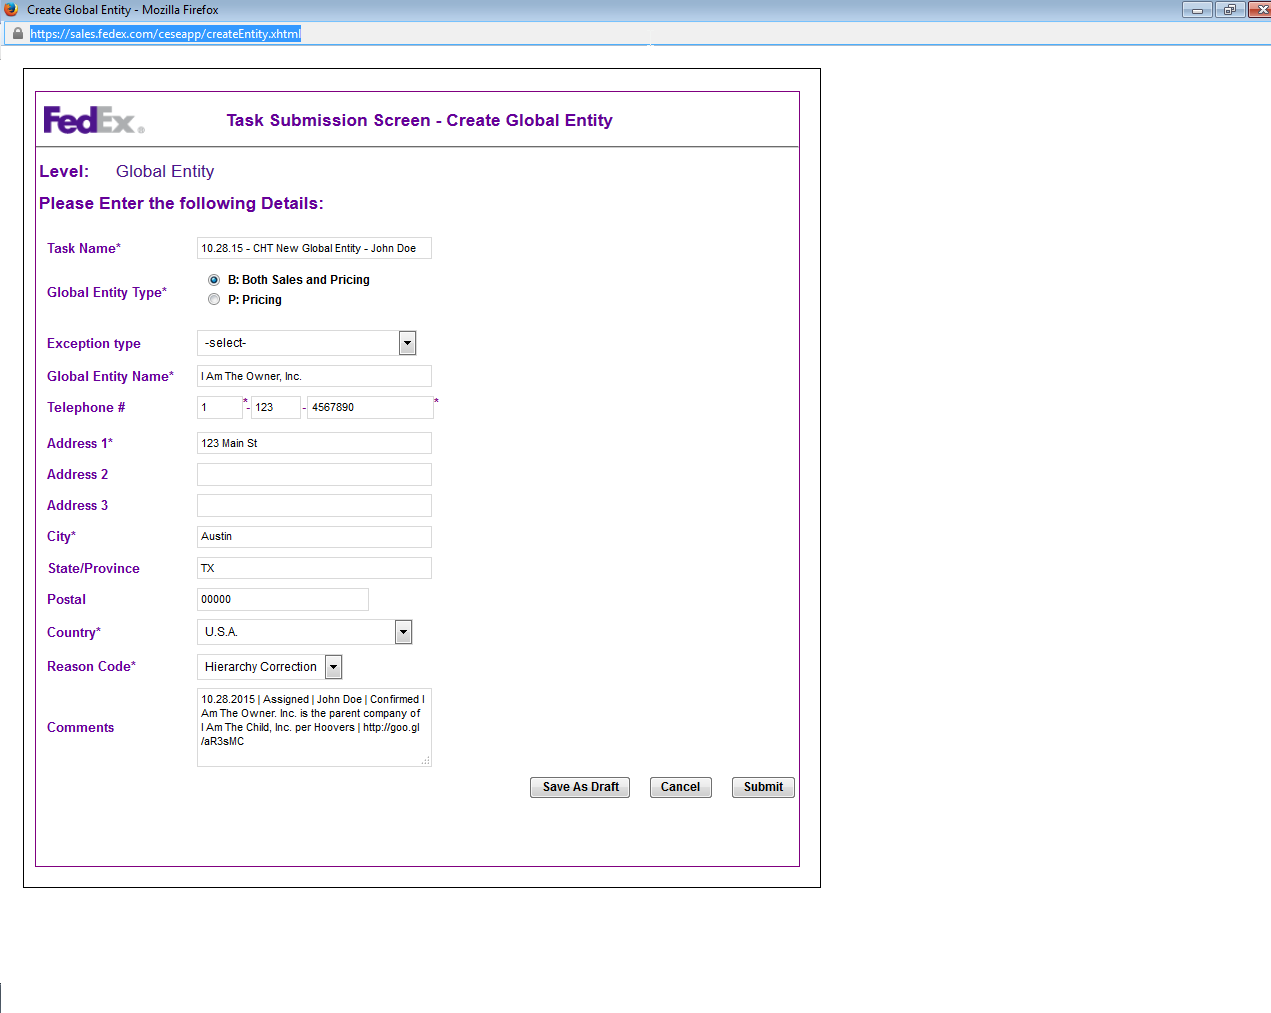 Create Global Entity - Mozilla Firefox
https://sales.fedex.com/ceseapp/createEntity.xhtml
FedEx® Task Submission Screen - Create Global Entity
Level: Global Entity
Please Enter the following Details:
Task Name* 10.28.15 - CHT New Global Entity - John Doe
Global Entity Type* B: Both Sales and Pricing
P: Pricing
Exception type -select-
Global Entity Name* I Am The Owner, Inc.
Telephone # 1 *- 123 - 4567890 *
Address 1* 123 Main St
Address 2
Address 3
City* Austin
State/Province TX
Postal 00000
Country* U.S.A.
Reason Code* Hierarchy Correction
Comments
10.28.2015 | Assigned | John Doe | Confirmed I
Am The Owner. Inc. is the parent company of
I Am The Child, Inc. per Hoovers | http://goo.gl
/aR3sMC
Save As Draft Cancel Submit